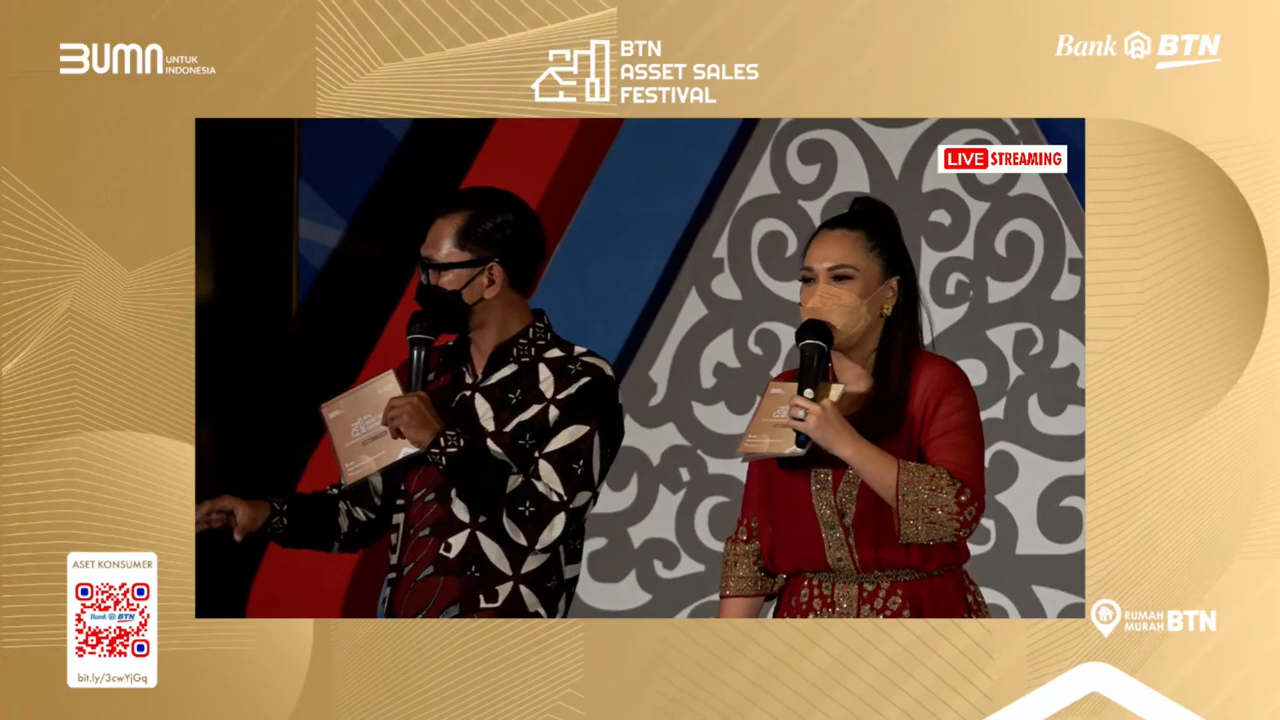 BUMN
UNTUK
INDONESIA
BTN
ASSET SALES
FESTIVAL
Bank BTN
LIVE STREAMING
ASET KONSUMER
Bank BTN
bit.ly/3cwYjGq
RUMAH
MURAH
BTN